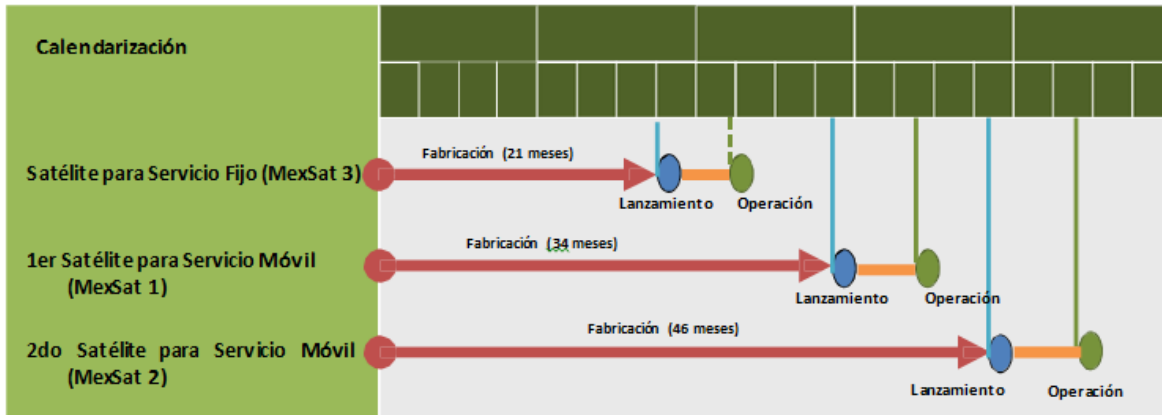 Calendarización
Fabricación (21 meses)
Satélite para Servicio Fijo (MexSat 3)
Lanzamiento
Operación
Fabricación (34 meses)
1er Satélite para Servicio Móvil
(MexSat 1)
Lanzamiento
Operación
Fabricación (46 meses)
2do Satélite para Servicio Móvil
(MexSat 2)
Lanzamiento
Operación